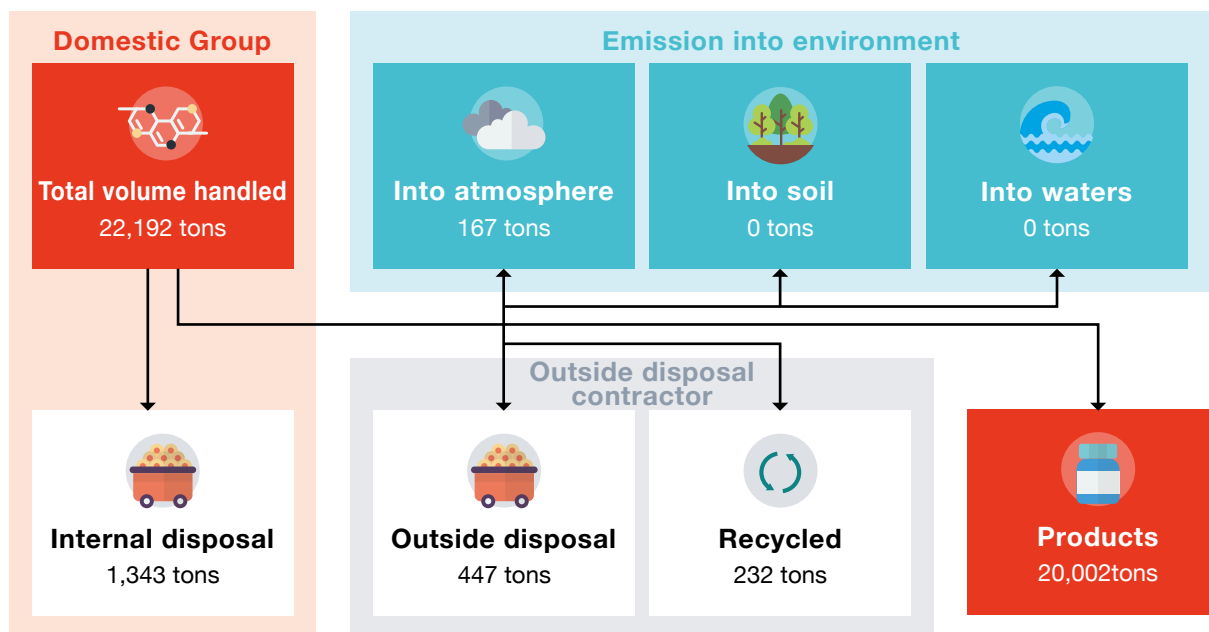 Domestic Group
Total volume handled
22,192 tons
Emission into environment
Into atmosphere
167 tons
Into soil
0 tons
Into waters
0 tons
Internal disposal
1,343 tons
Outside disposal
contractor
Outside disposal
447 tons
Recycled
232 tons
Products
20,002tons